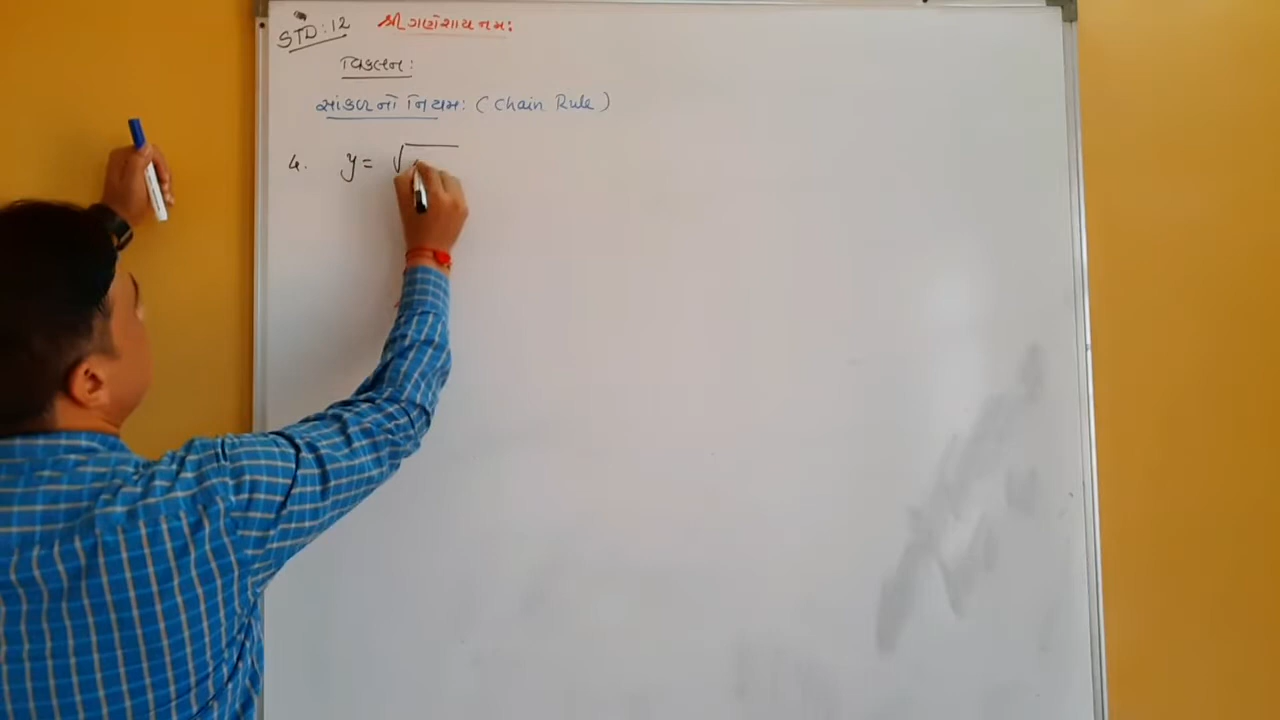 STD : 12
શ્રી ગણેશાય નમઃ
વિકલન :
સાંકળનો નિયમ : ( Chain Rule )
4. y = √